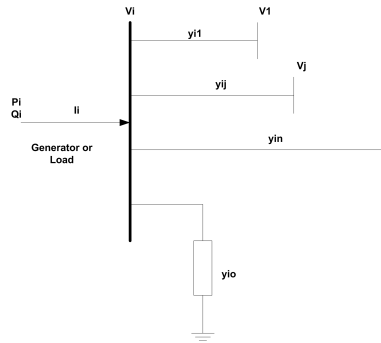 Vi
V1
yi1
Vj
yij
Pi
Qi
Ii
yin
Generator or
Load
yio